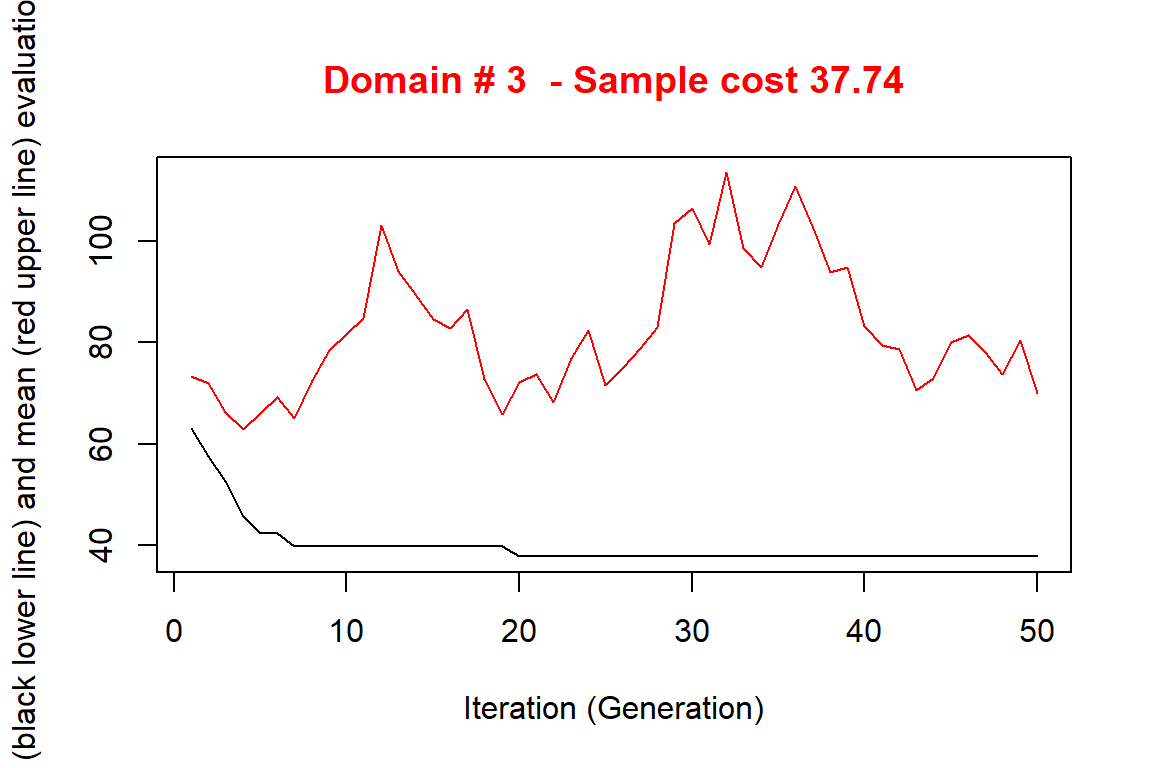 Domain # 3  - Sample cost 37.74
(black lower line) and mean (red upper line) evaluatio
100
80
60
40
0 10 20 30 40 50
Iteration (Generation)